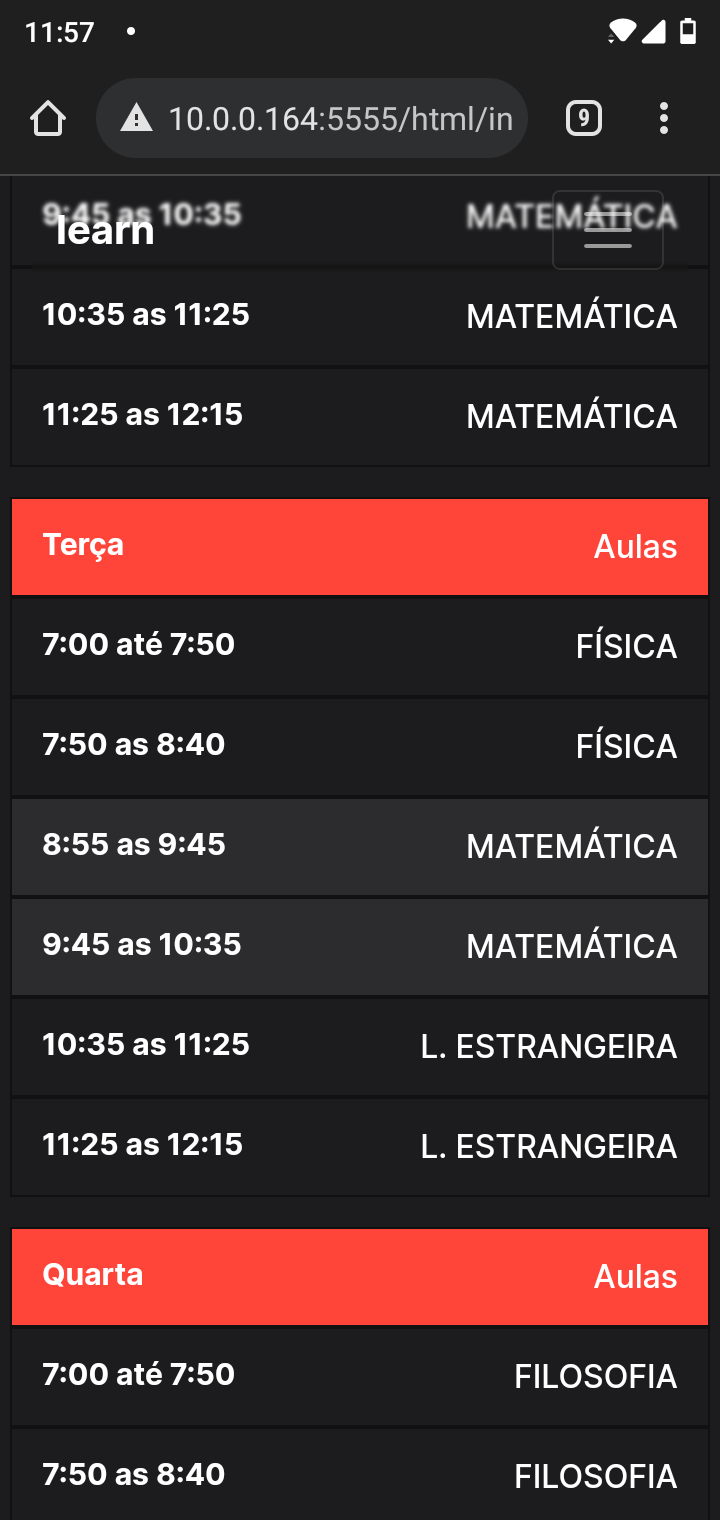 11:57
10.0.0.164:5555/html/in
9
9:45 as 10:35 MATEMÁTICA
learn
10:35 as 11:25 MATEMÁTICA
11:25 as 12:15 MATEMÁTICA
Terça Aulas
7:00 até 7:50 FÍSICA
7:50 as 8:40 FÍSICA
8:55 as 9:45 MATEMÁTICA
9:45 as 10:35 MATEMÁTICA
10:35 as 11:25 L. ESTRANGEIRA
11:25 as 12:15 L. ESTRANGEIRA
Quarta Aulas
7:00 até 7:50 FILOSOFIA
7:50 as 8:40 FILOSOFIA